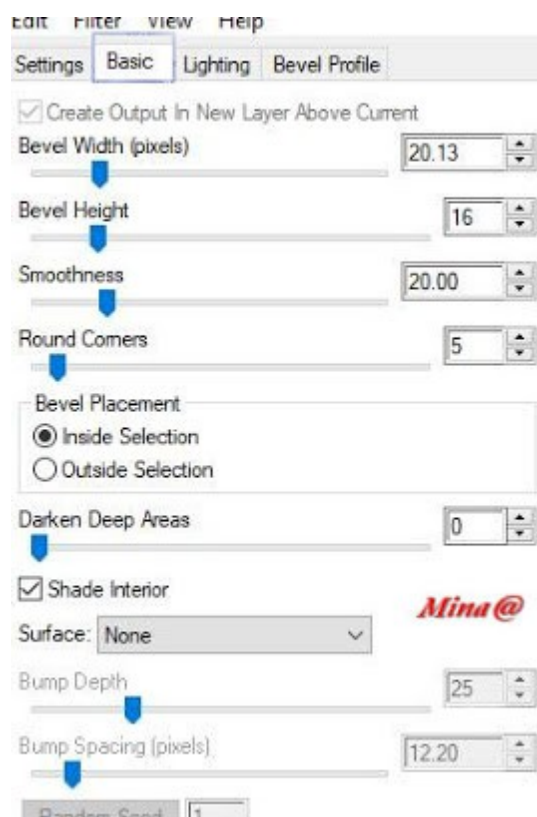 Edit Filter View Help
Settings Basic Lighting Bevel Profile
Create Output In New Layer Above Current
Bevel Width (pixels)
20.13
Bevel Height
16
Smoothness
20.00
Round Corners
5
Bevel Placement
Inside Selection
Outside Selection
Darken Deep Areas
0
Shade Interior
Mina@
Surface: None
Bump Depth
25
Bump Spacing (pixels)
12.20
Random Seed 1